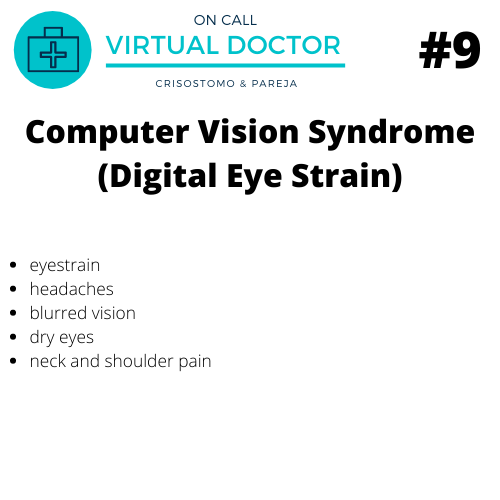 ON CALL
VIRTUAL DOCTOR
CRISOSTOMO & PAREJA
#9
Computer Vision Syndrome
(Digital Eye Strain)
• eyestrain
• headaches
• blurred vision
• dry eyes
• neck and shoulder pain